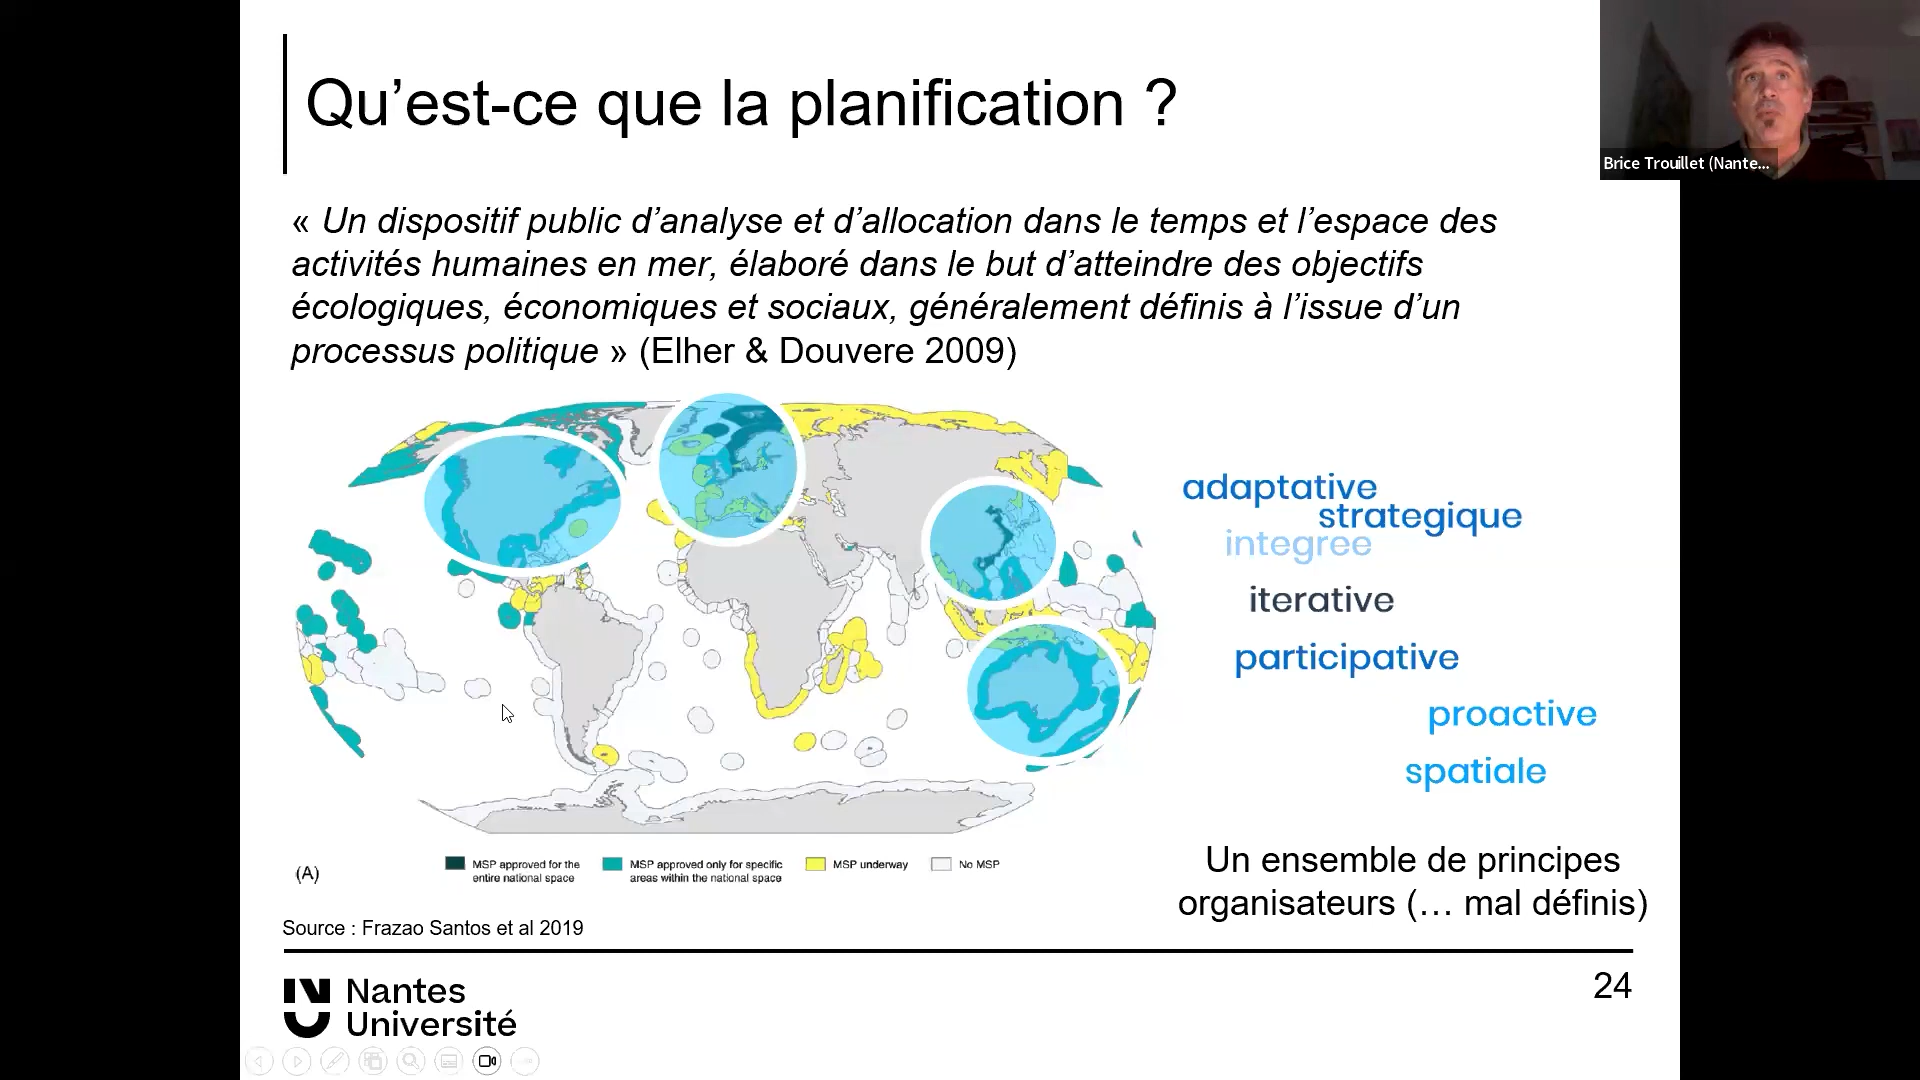 Qu’est-ce que la planification ?
Brice Trouillet (Nante...
« Un dispositif public d’analyse et d’allocation dans le temps et l’espace des
activités humaines en mer, élaboré dans le but d’atteindre des objectifs
écologiques, économiques et sociaux, généralement définis à l’issue d’un
processus politique » (Elher & Douvere 2009)
adaptative
strategique
integree
iterative
participative
proactive
spatiale
Un ensemble de principes
organisateurs (… mal définis)
(A)
MSP approved for the
entire national space
MSP approved only for specific
areas within the national space
MSP underway
No MSP
Source : Frazao Santos et al 2019
Nantes
Université
24